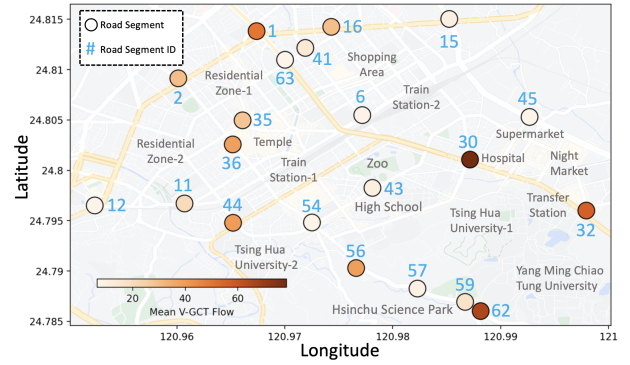 24.815
24.81
24.805
24.8
24.795
24.79
24.785
Latitude
Road Segment
# Road Segment ID
1
16
15
41
63
Shopping
Area
Residential
Zone-1
2
Train
Station-2
6
45
35
Supermarket
Temple
Residential
Zone-2
36
30
Hospital
Night
Market
Train
Station-1
Zoo
43
High School
11
12
44
54
Transfer
Station
32
Tsing Hua
University-1
Tsing Hua
University-2
56
57
59
62
Yang Ming Chiao
Tung University
Hsinchu Science Park
20
40
60
Mean V-GCT Flow
120.96
120.97
120.98
120.99
121
Longitude